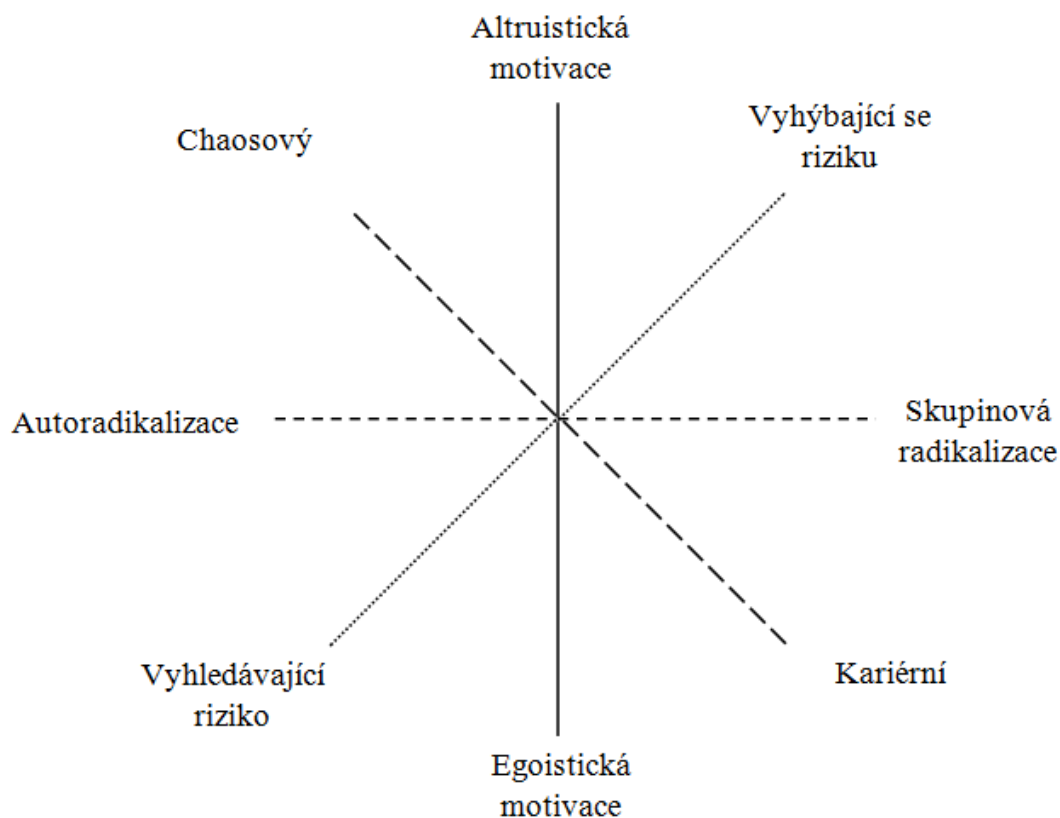 Altruistická
motivace
Chaosový
Vyhýbající se
riziku
Autoradikalizace
Skupinová
radikalizace
Vyhledávající
riziko
Kariérní
Egoistická
motivace